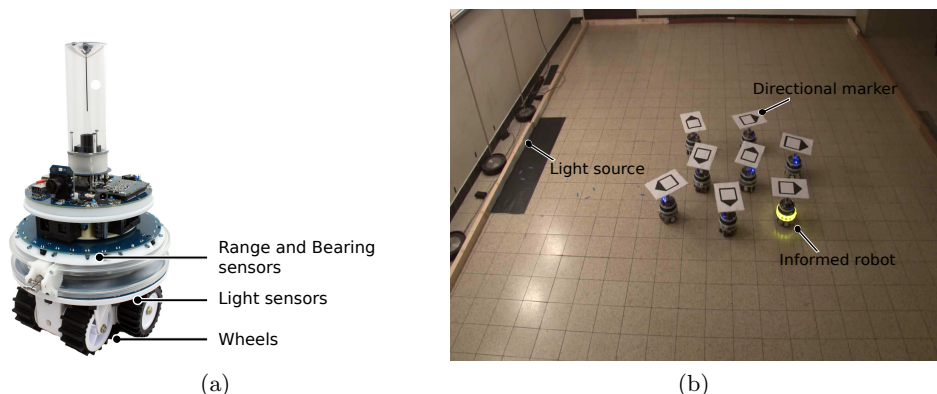 Range and Bearing
sensors
Light sensors
Wheels
(a)
Directional marker
Light source
Informed robot
(b)